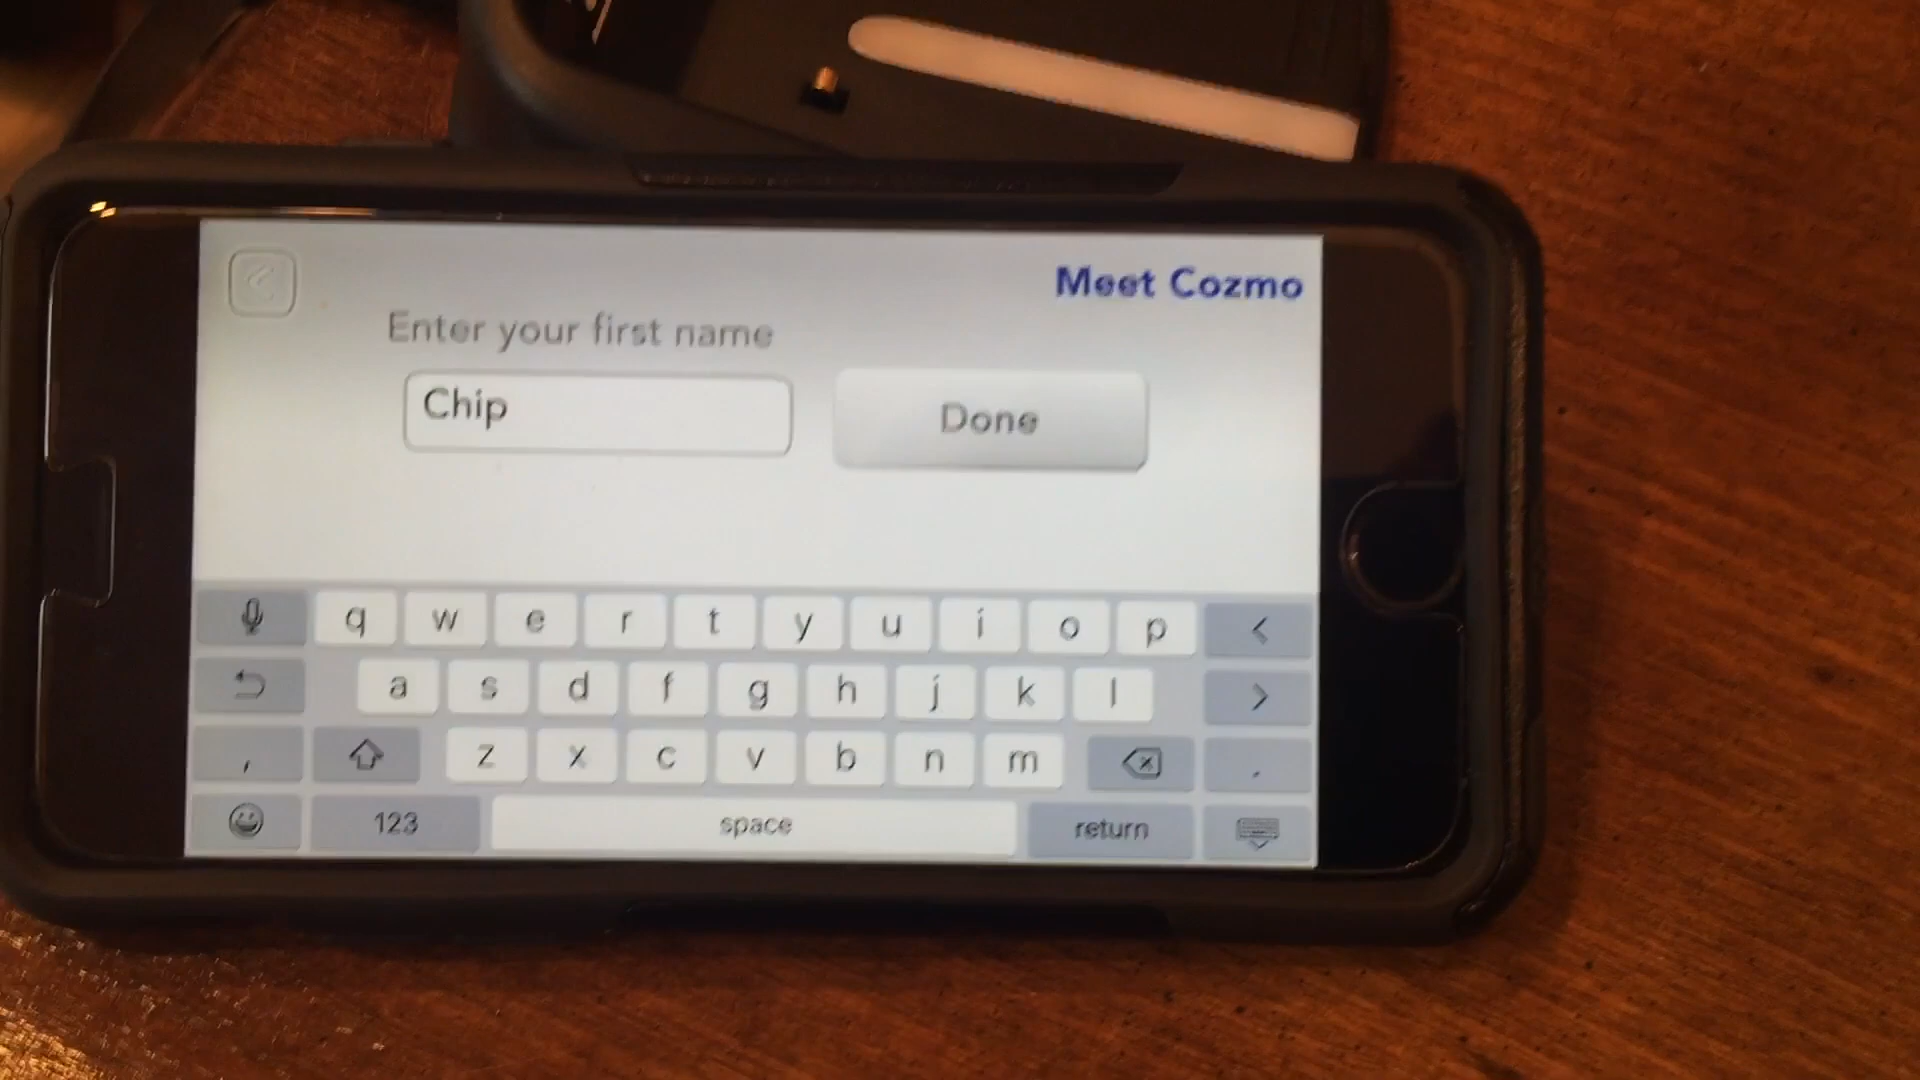 Meet Cozmo
Enter your first name
Chip
Done
q w e r t y u i o p <
a s d f g h j k l >
, z x c v b n m .
123 space return